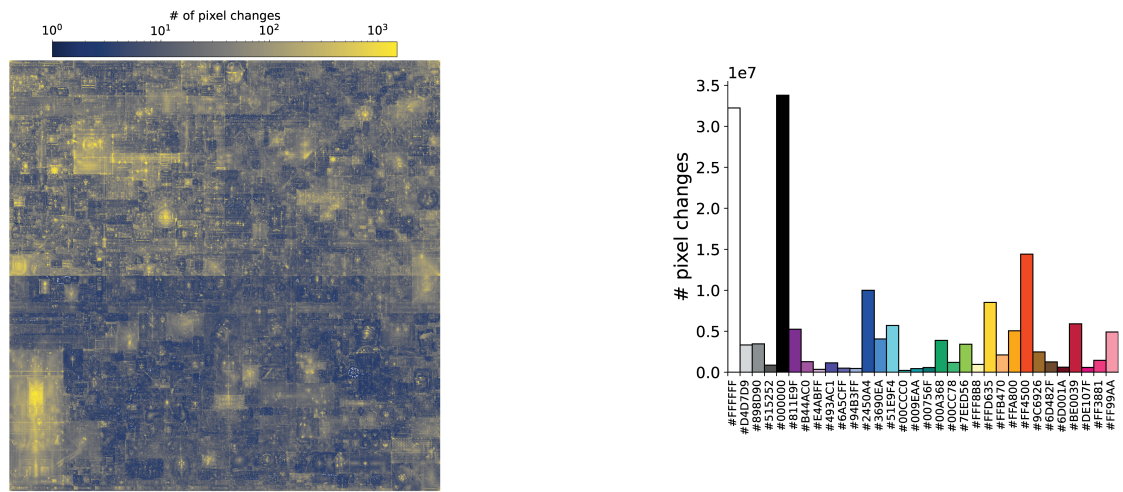 # of pixel changes
10^0 10^1 10^2 10^3
1e7
3.5
3.0
2.5
2.0
1.5
1.0
0.5
0.0
# pixel changes
#FFFFFF
#D4D7D9
#898D90
#515252
#000000
#811E9F
#B44AC0
#E4ABFF
#493AC1
#6A5CFF
#94B3FF
#2450A4
#3690EA
#51E9F4
#00CCC0
#009EAA
#00756F
#00A368
#00CC78
#7EED56
#FFF8B8
#FFD635
#FFB470
#FFA800
#FF4500
#9C6926
#6D482F
#6D001A
#BE0039
#DE107F
#FF3881
#FF99AA